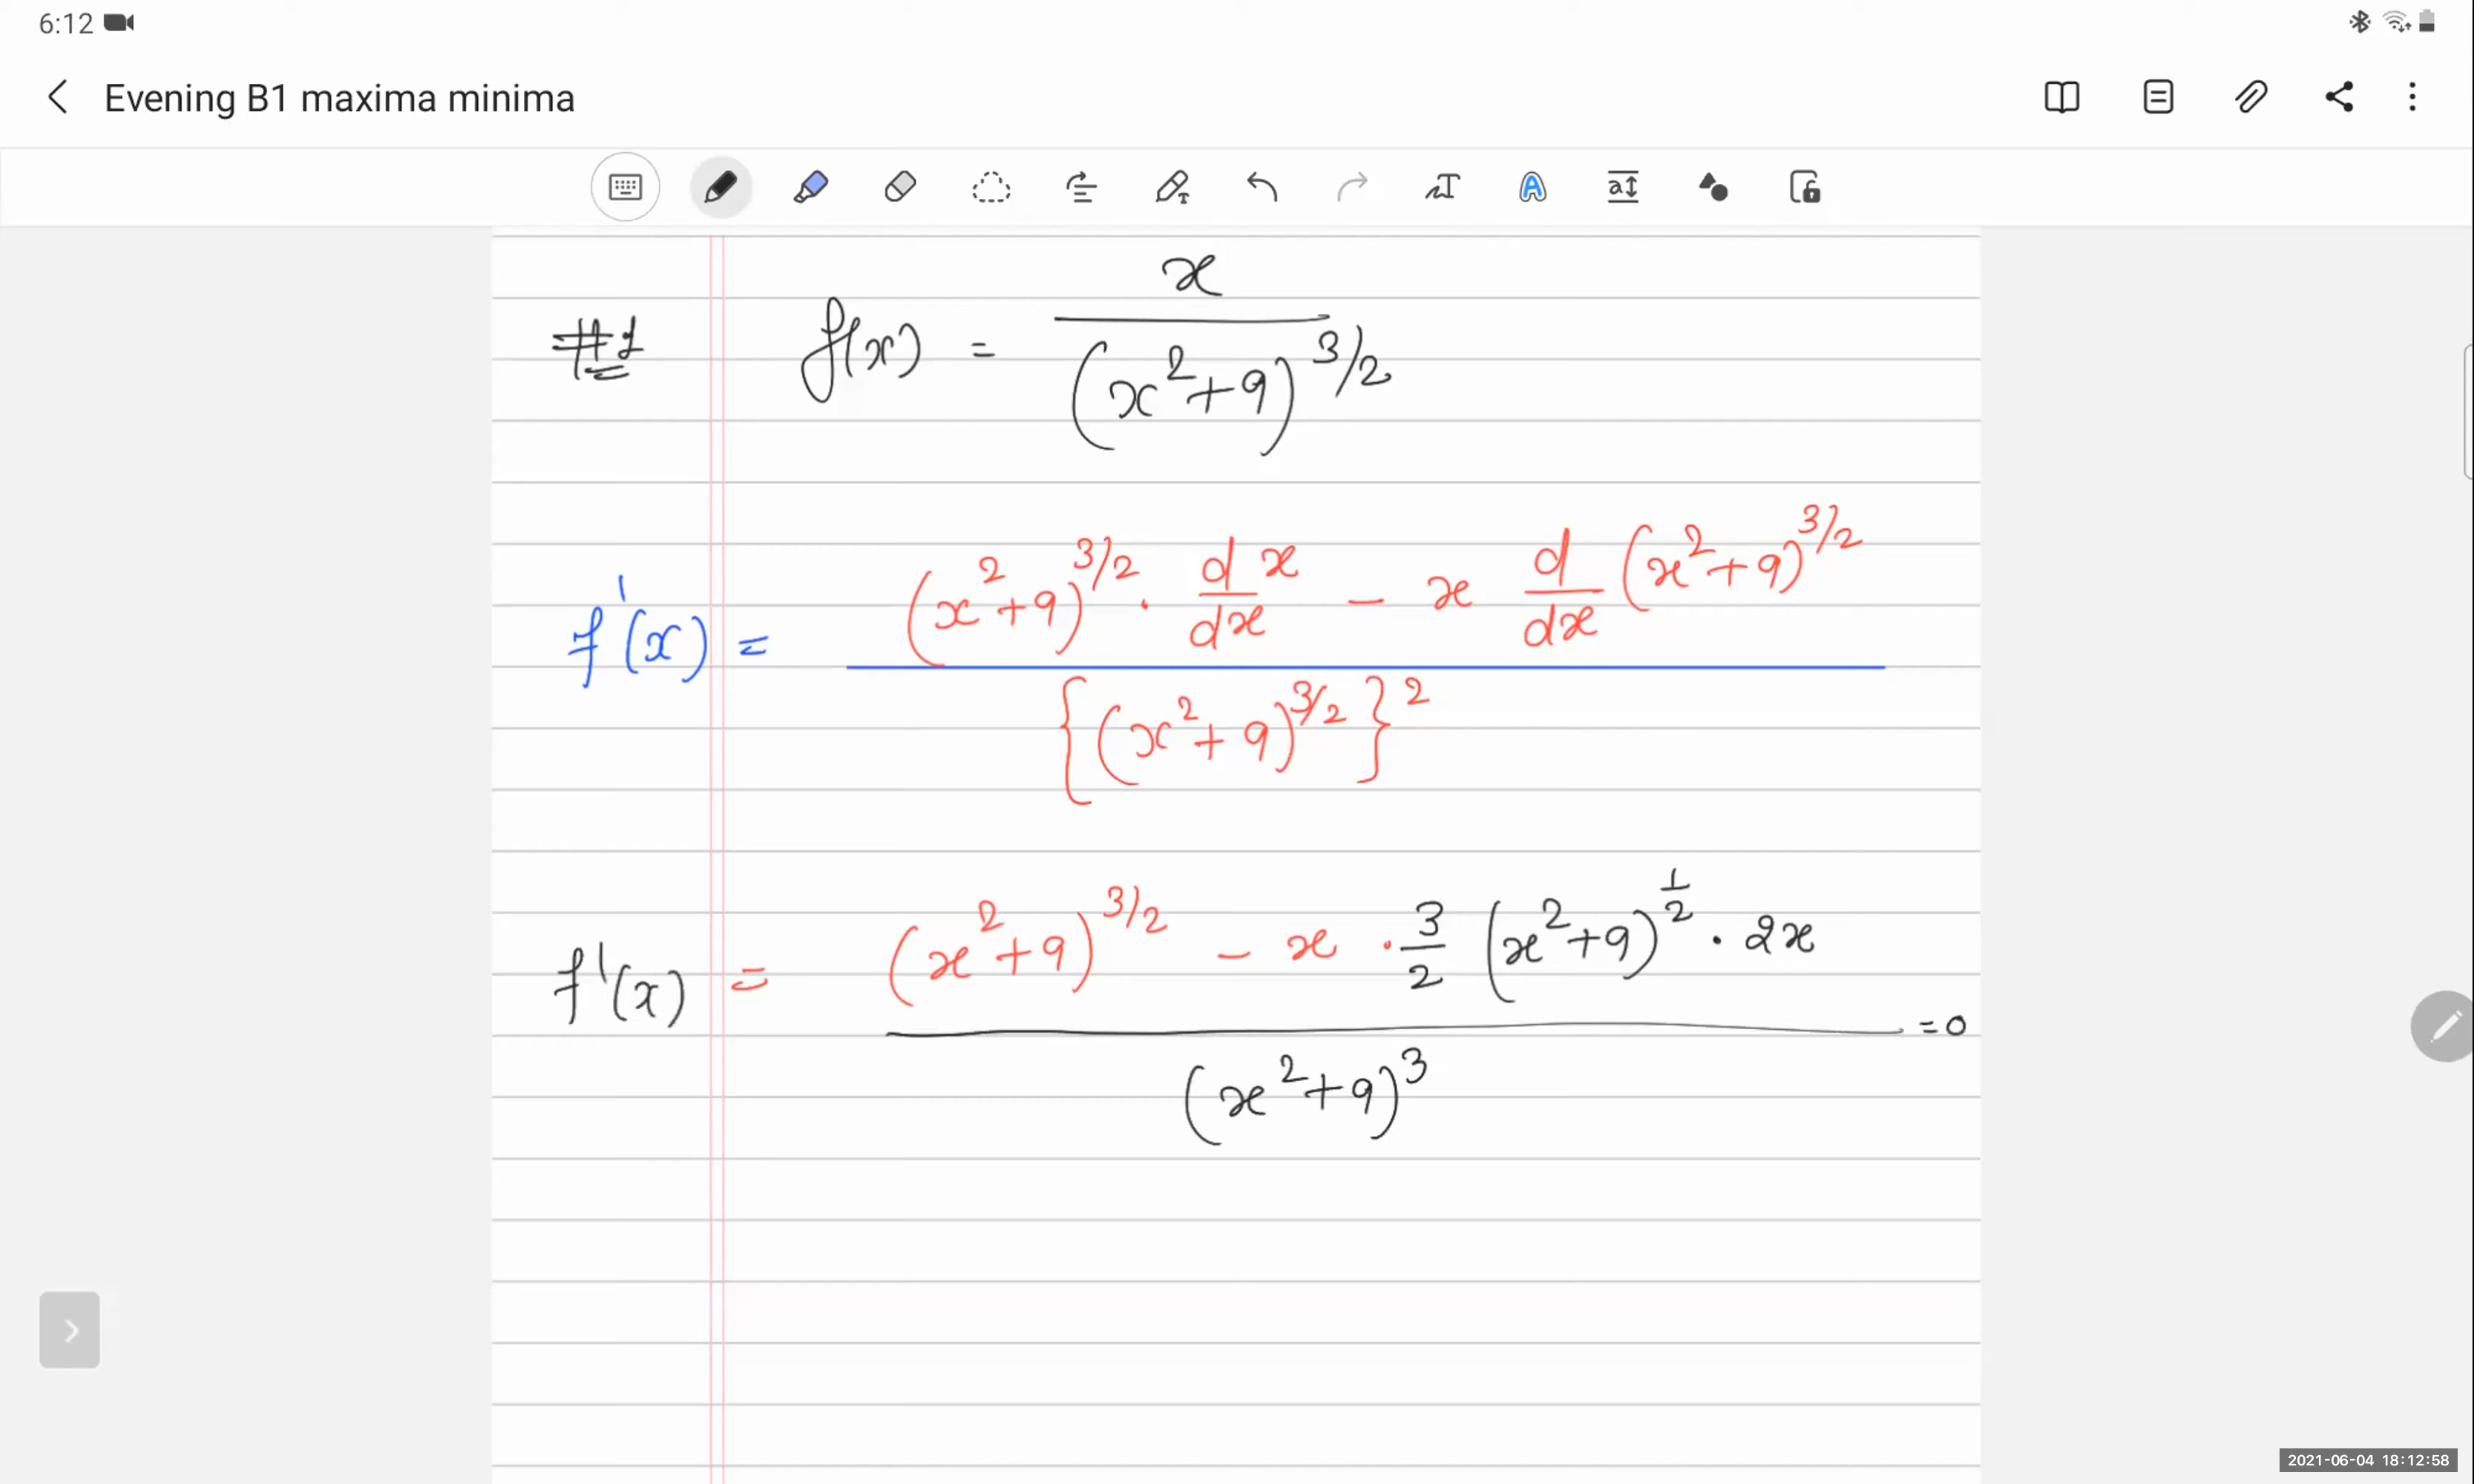 6:12
Evening B1 maxima minima
#1 f(x) = x / (x²+9)^3/2
f'(x) = (x²+9)^3/2 · d/dx x − x d/dx (x²+9)^3/2 / {(x²+9)^3/2}²
f'(x) = (x²+9)^3/2 − x · 3/2 (x²+9)^1/2 · 2x / (x²+9)³ = 0
2021-06-04 18:12:58